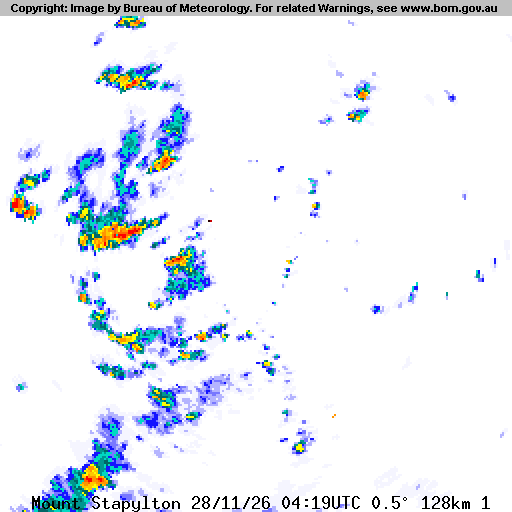 Copyright: Image by Bureau of Meteorology. For related Warnings, see www.bom.gov.au
Mount Stapylton 28/11/26 04:19UTC 0.5° 128km 1